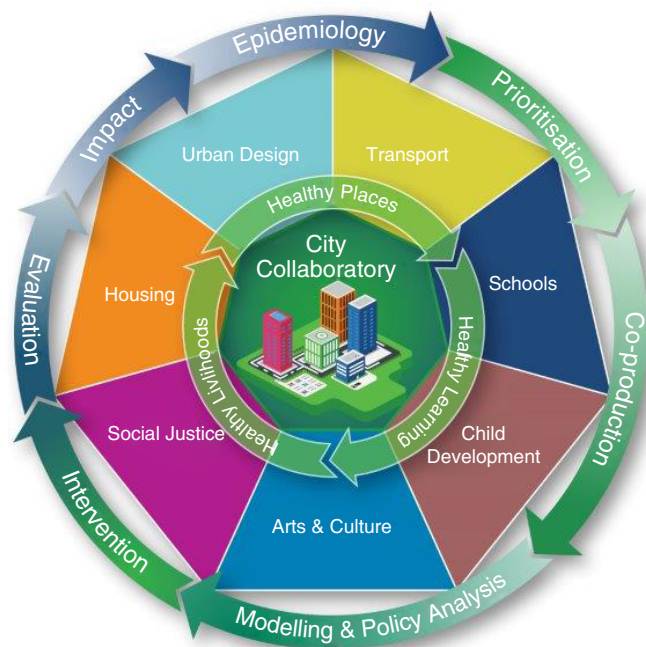 Epidemiology
Prioritisation
Co-production
Modelling & Policy Analysis
Intervention
Evaluation
Impact
Urban Design
Transport
Schools
Child
Development
Arts & Culture
Social Justice
Housing
Healthy Places
Healthy Learning
Healthy Livlihoods
City
Collaboratory